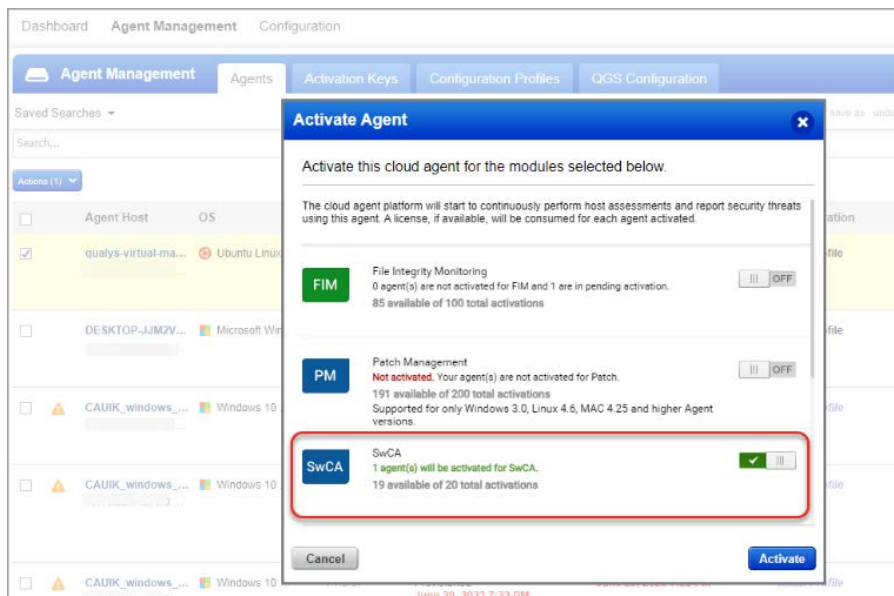 Dashboard Agent Management Configuration
Agent Management Agents Activation Keys Configuration Profiles QGS Configuration
Saved Searches
save as undo
Search...
Actions (1)
Activate Agent
Activate this cloud agent for the modules selected below.
The cloud agent platform will start to continuously perform host assessments and report security threats
using this agent. A license, if available, will be consumed for each agent activated.
Agent Host OS
qualys-virtual-ma... Ubuntu Linux
FIM
File Integrity Monitoring
0 agent(s) are not activated for FIM and 1 are in pending activation.
85 available of 100 total activations
OFF
DESKTOP-JJM2V... Microsoft Win
PM
Patch Management
Not activated. Your agent(s) are not activated for Patch.
191 available of 200 total activations
Supported for only Windows 3.0, Linux 4.6, MAC 4.25 and higher Agent
versions.
OFF
CAUIK_windows_... Windows 10
SwCA
SwCA
1 agent(s) will be activated for SwCA.
19 available of 20 total activations
CAUIK_windows_... Windows 10
Cancel Activate
CAUIK_windows_... Windows 10